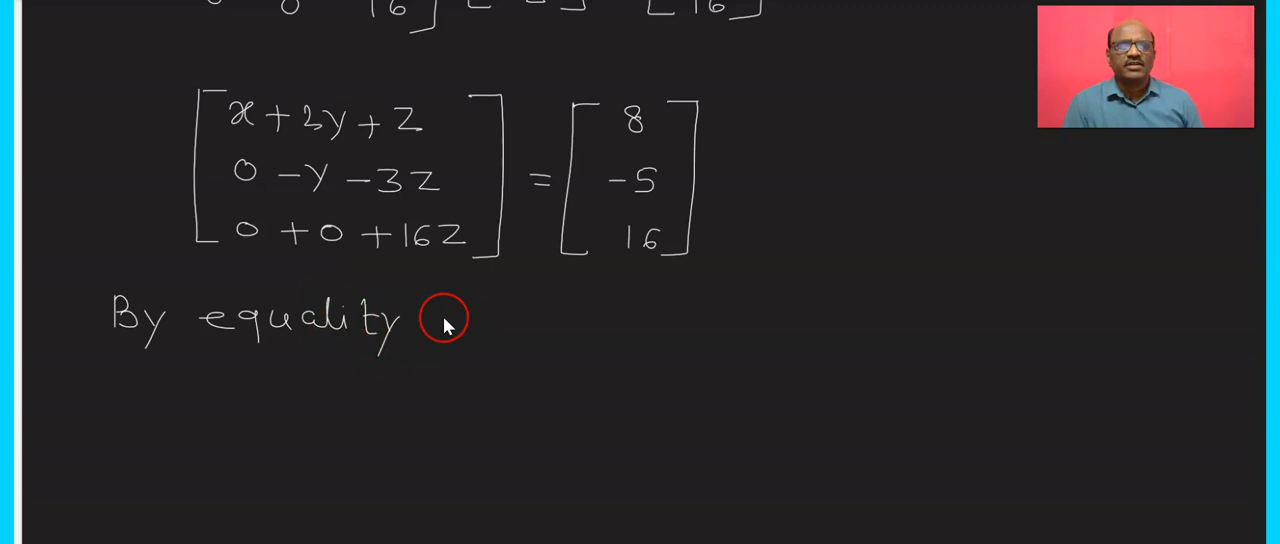 x + 2y + z
0 - y - 3z
0 + 0 + 16z
=
8
-5
16
By equality